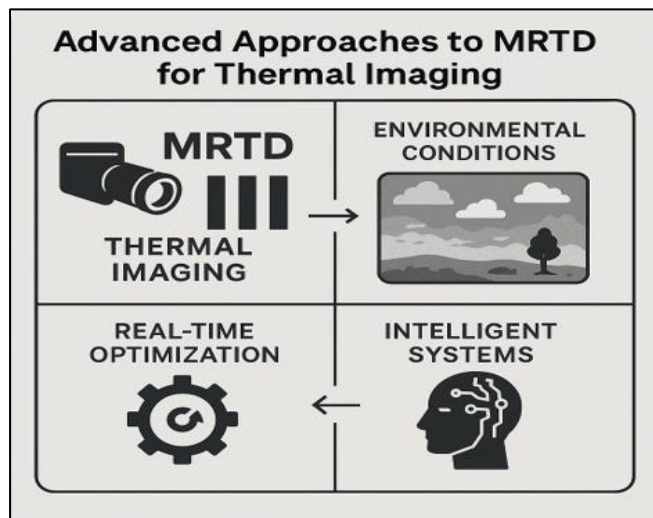 Advanced Approaches to MRTD
for Thermal Imaging
MRTD
THERMAL
IMAGING
ENVIRONMENTAL
CONDITIONS
REAL-TIME
OPTIMIZATION
INTELLIGENT
SYSTEMS